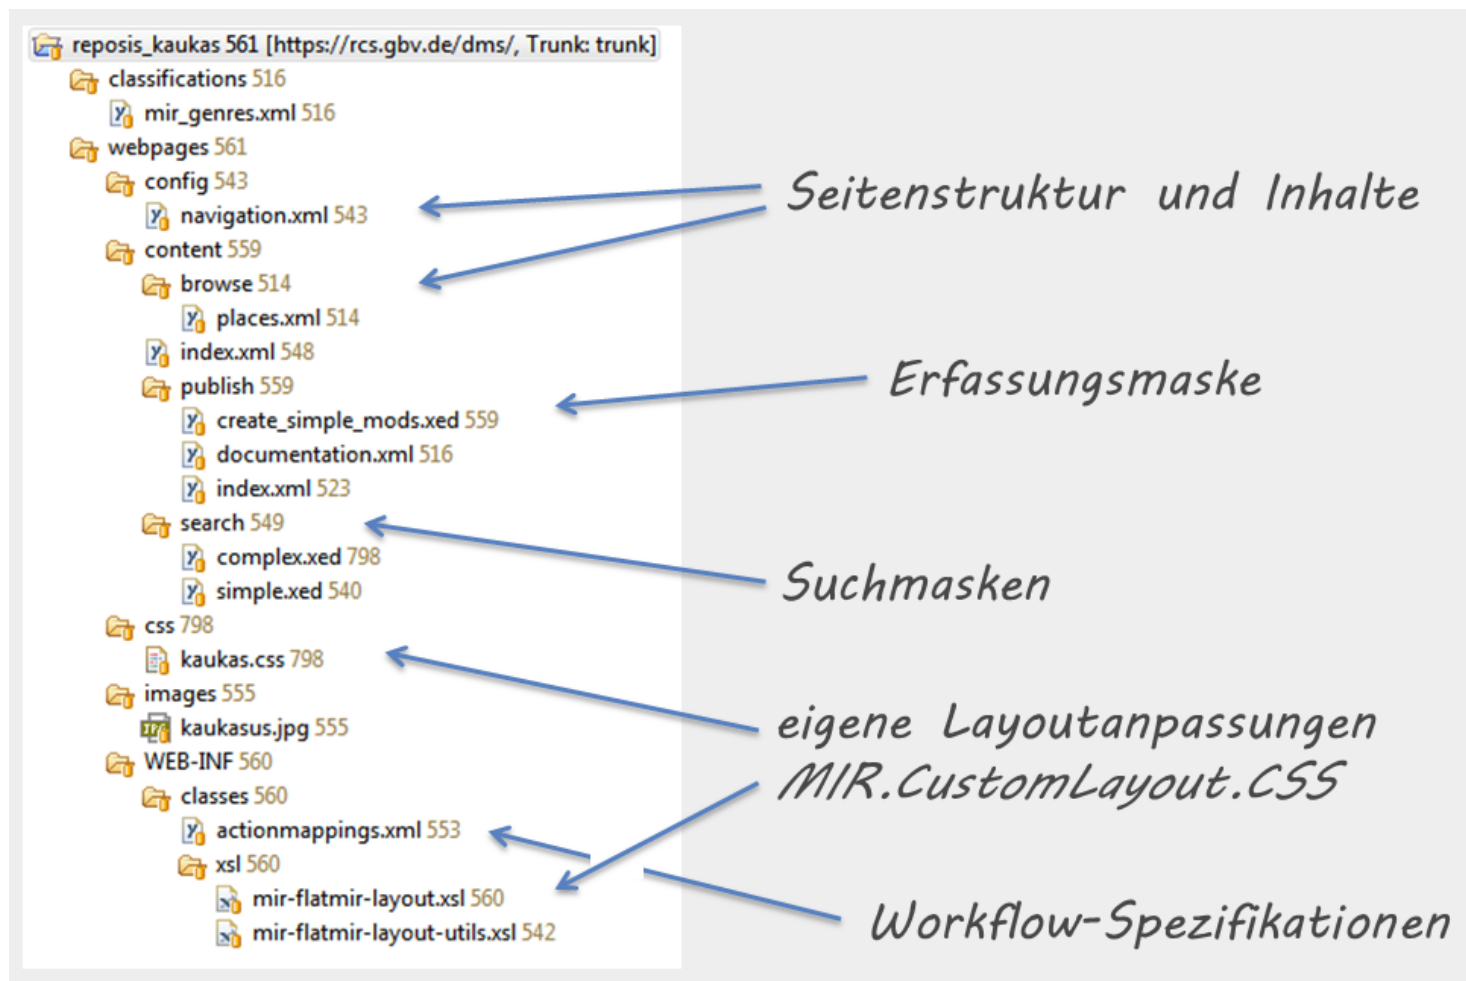 reposis_kaukas 561 [https://rcs.gbv.de/dms/, Trunk: trunk]
classifications 516
mir_genres.xml 516
webpages 561
config 543
navigation.xml 543
content 559
browse 514
places.xml 514
index.xml 548
publish 559
create_simple_mods.xed 559
documentation.xml 516
index.xml 523
search 549
complex.xed 798
simple.xed 540
css 798
kaukas.css 798
images 555
kaukasus.jpg 555
WEB-INF 560
classes 560
actionmappings.xml 553
xsl 560
mir-flatmir-layout.xsl 560
mir-flatmir-layout-utils.xsl 542
Seitenstruktur und Inhalte
Erfassungsmaske
Suchmasken
eigene Layoutanpassungen
MIR.CustomLayout.CSS
Workflow-Spezifikationen